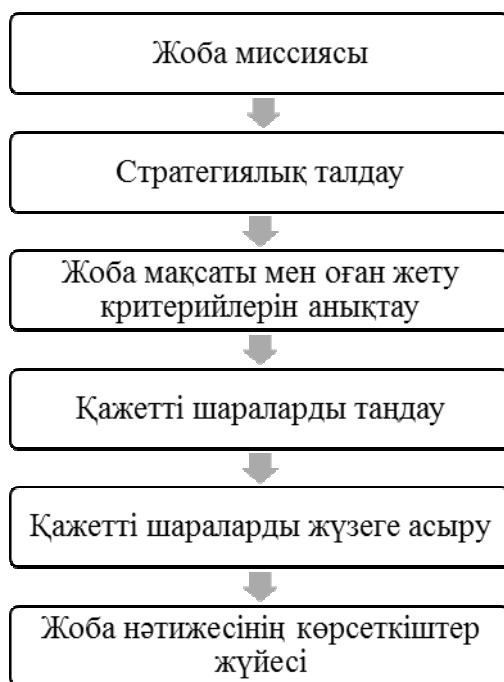 Жоба миссиясы
Стратегиялық талдау
Жоба мақсаты мен оған жету
критерийлерін анықтау
Қажетті шараларды таңдау
Қажетті шараларды жүзеге асыру
Жоба нәтижесінің көрсеткіштер
жүйесі